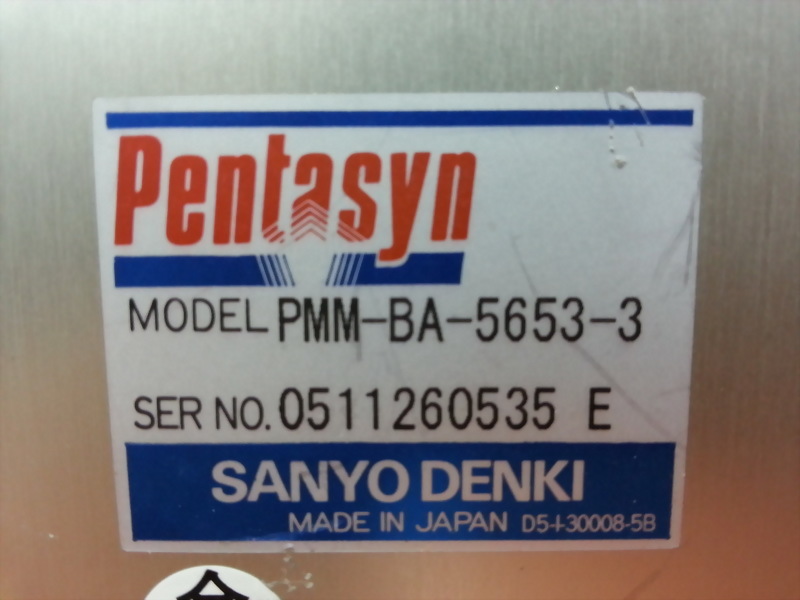 Pentasyn
MODEL PMM-BA-5653-3
SER NO. 0511260535 E
SANYO DENKI
MADE IN JAPAN D5-I-30008-5B